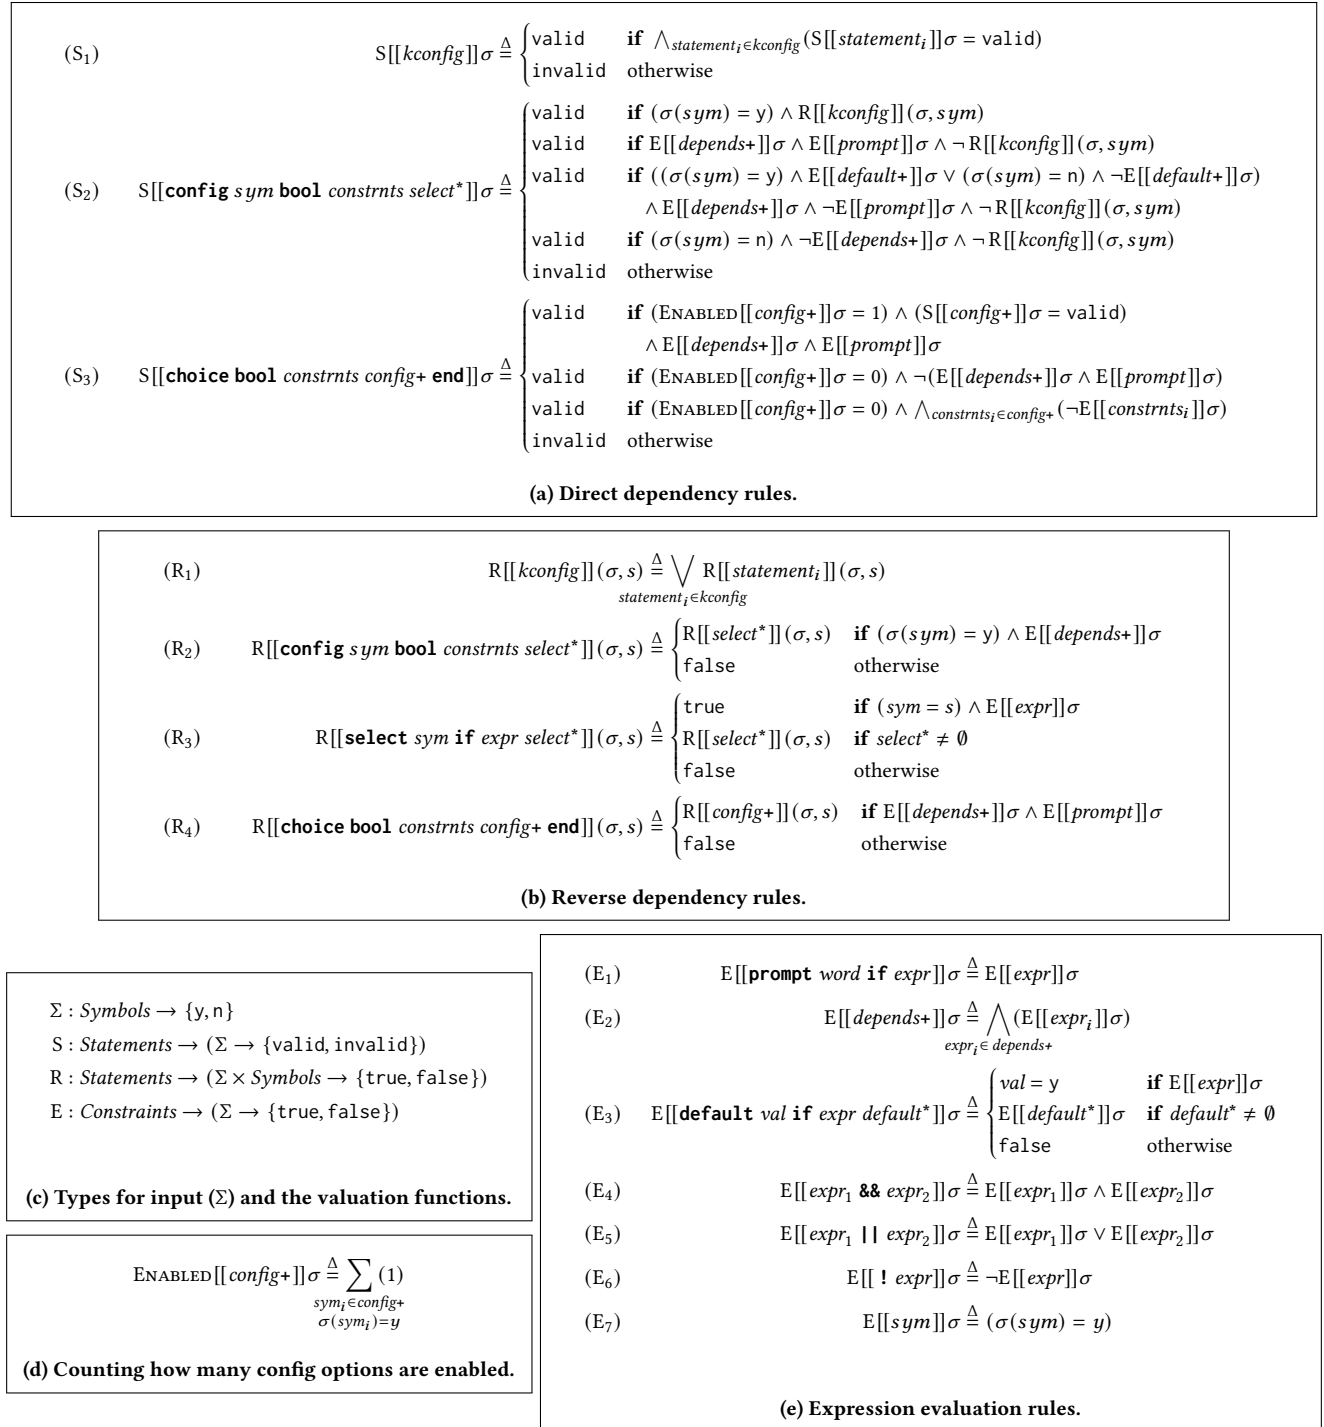 (S₁) S[[kconfig]]σ ≜ { valid if ⋀_{statementᵢ∈kconfig}(S[[statementᵢ]]σ = valid)
invalid otherwise
valid if (σ(sym) = y) ∧ R[[kconfig]](σ, sym)
valid if E[[depends+]]σ ∧ E[[prompt]]σ ∧ ¬ R[[kconfig]](σ, sym)
(S₂) S[[config sym bool constrnts select*]]σ ≜ { valid if ((σ(sym) = y) ∧ E[[default+]]σ ∨ (σ(sym) = n) ∧ ¬E[[default+]]σ)
∧ E[[depends+]]σ ∧ ¬E[[prompt]]σ ∧ ¬ R[[kconfig]](σ, sym)
valid if (σ(sym) = n) ∧ ¬E[[depends+]]σ ∧ ¬ R[[kconfig]](σ, sym)
invalid otherwise
valid if (ENABLED[[config+]]σ = 1) ∧ (S[[config+]]σ = valid)
∧ E[[depends+]]σ ∧ E[[prompt]]σ
(S₃) S[[choice bool constrnts config+ end]]σ ≜ { valid if (ENABLED[[config+]]σ = 0) ∧ ¬(E[[depends+]]σ ∧ E[[prompt]]σ)
valid if (ENABLED[[config+]]σ = 0) ∧ ⋀_{constrntsᵢ∈config+}(¬E[[constrntsᵢ]]σ)
invalid otherwise
(a) Direct dependency rules.
(R₁) R[[kconfig]](σ, s) ≜ ⋁ R[[statementᵢ]](σ, s)
statementᵢ∈kconfig
(R₂) R[[config sym bool constrnts select*]](σ, s) ≜ { R[[select*]](σ, s) if (σ(sym) = y) ∧ E[[depends+]]σ
false otherwise
true if (sym = s) ∧ E[[expr]]σ
(R₃) R[[select sym if expr select*]](σ, s) ≜ { R[[select*]](σ, s) if select* ≠ ∅
false otherwise
(R₄) R[[choice bool constrnts config+ end]](σ, s) ≜ { R[[config+]](σ, s) if E[[depends+]]σ ∧ E[[prompt]]σ
false otherwise
(b) Reverse dependency rules.
Σ : Symbols → {y, n}
S : Statements → (Σ → {valid, invalid})
R : Statements → (Σ × Symbols → {true, false})
E : Constraints → (Σ → {true, false})
(c) Types for input (Σ) and the valuation functions.
ENABLED[[config+]]σ ≜ ∑ (1)
symᵢ∈config+
σ(symᵢ)=y
(d) Counting how many config options are enabled.
(E₁) E[[prompt word if expr]]σ ≜ E[[expr]]σ
(E₂) E[[depends+]]σ ≜ ⋀(E[[exprᵢ]]σ)
exprᵢ∈ depends+
val = y if E[[expr]]σ
(E₃) E[[default val if expr default*]]σ ≜ { E[[default*]]σ if default* ≠ ∅
false otherwise
(E₄) E[[expr₁ && expr₂]]σ ≜ E[[expr₁]]σ ∧ E[[expr₂]]σ
(E₅) E[[expr₁ || expr₂]]σ ≜ E[[expr₁]]σ ∨ E[[expr₂]]σ
(E₆) E[[ ! expr]]σ ≜ ¬E[[expr]]σ
(E₇) E[[sym]]σ ≜ (σ(sym) = y)
(e) Expression evaluation rules.